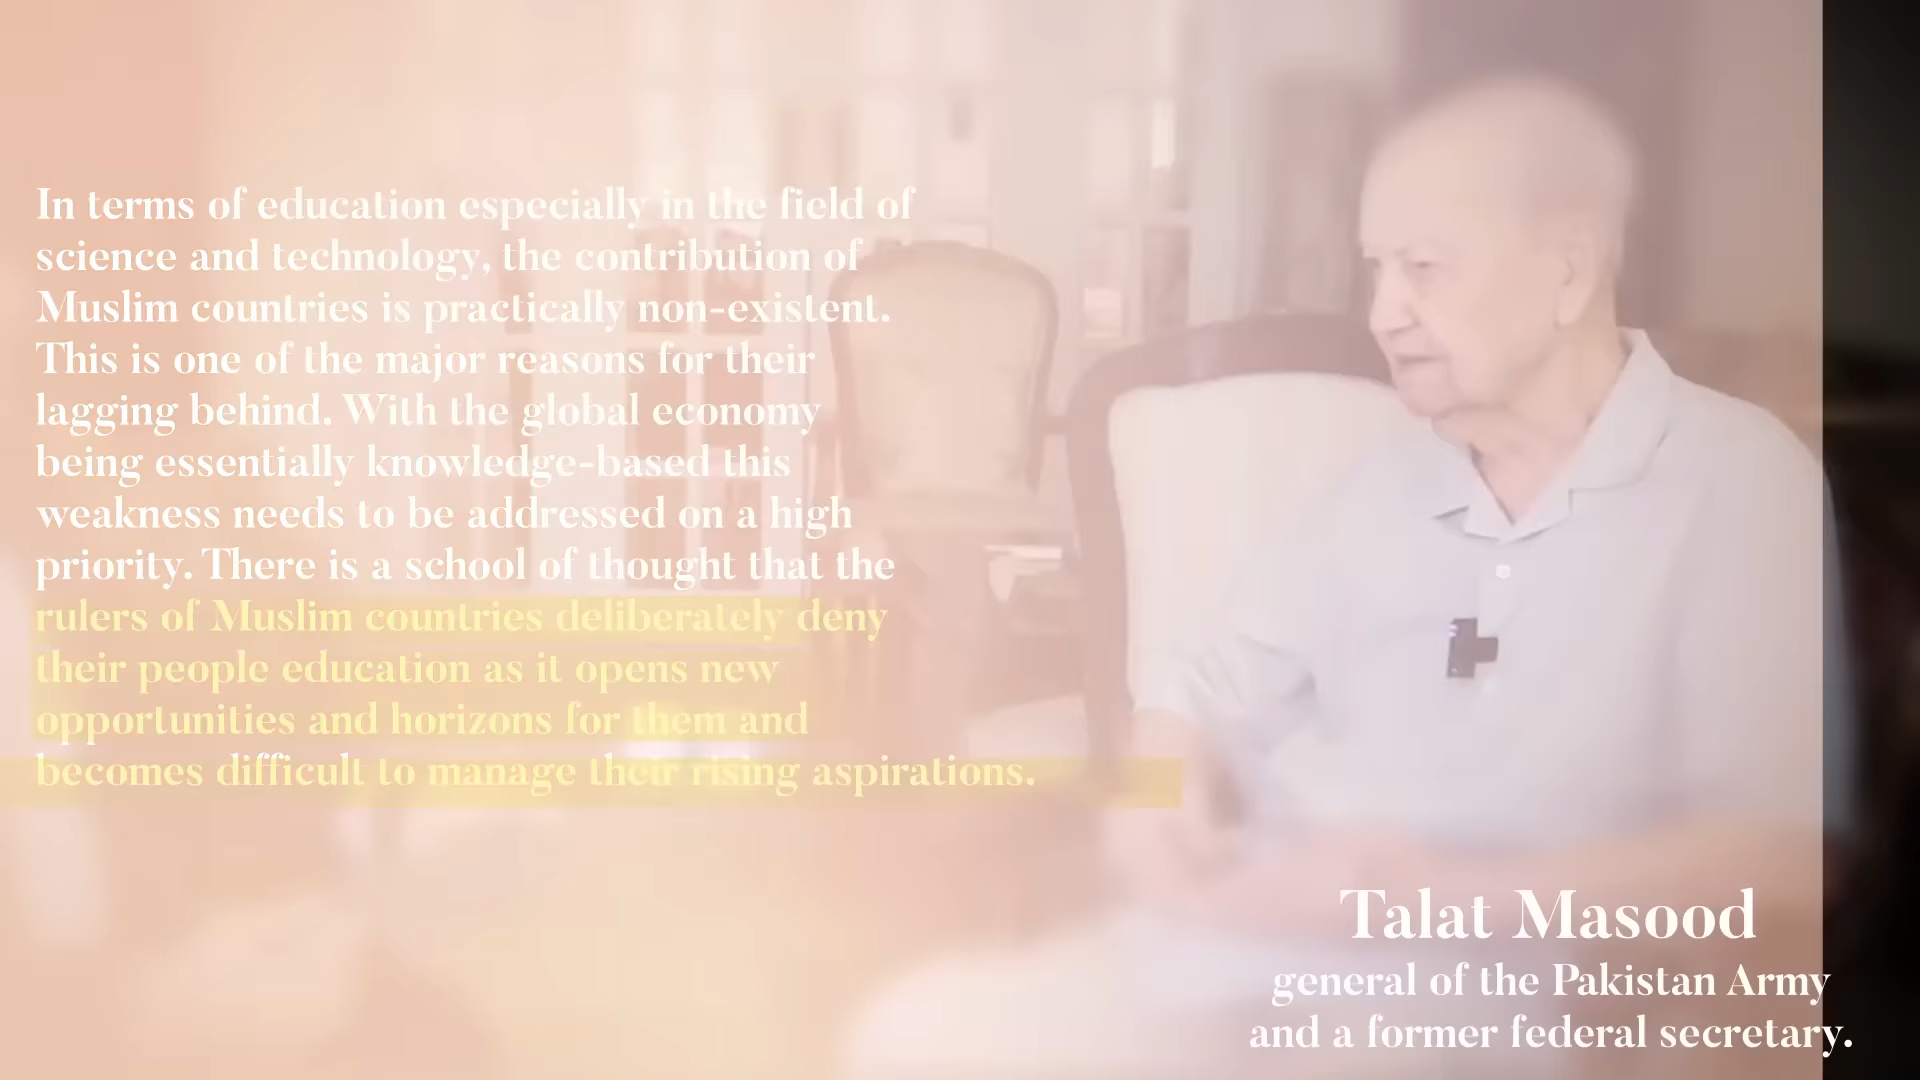 In terms of education especially in the field of
science and technology, the contribution of
Muslim countries is practically non-existent.
This is one of the major reasons for their
lagging behind. With the global economy
being essentially knowledge-based this
weakness needs to be addressed on a high
priority. There is a school of thought that the
rulers of Muslim countries deliberately deny
their people education as it opens new
opportunities and horizons for them and
becomes difficult to manage their rising aspirations.
Talat Masood
general of the Pakistan Army
and a former federal secretary.